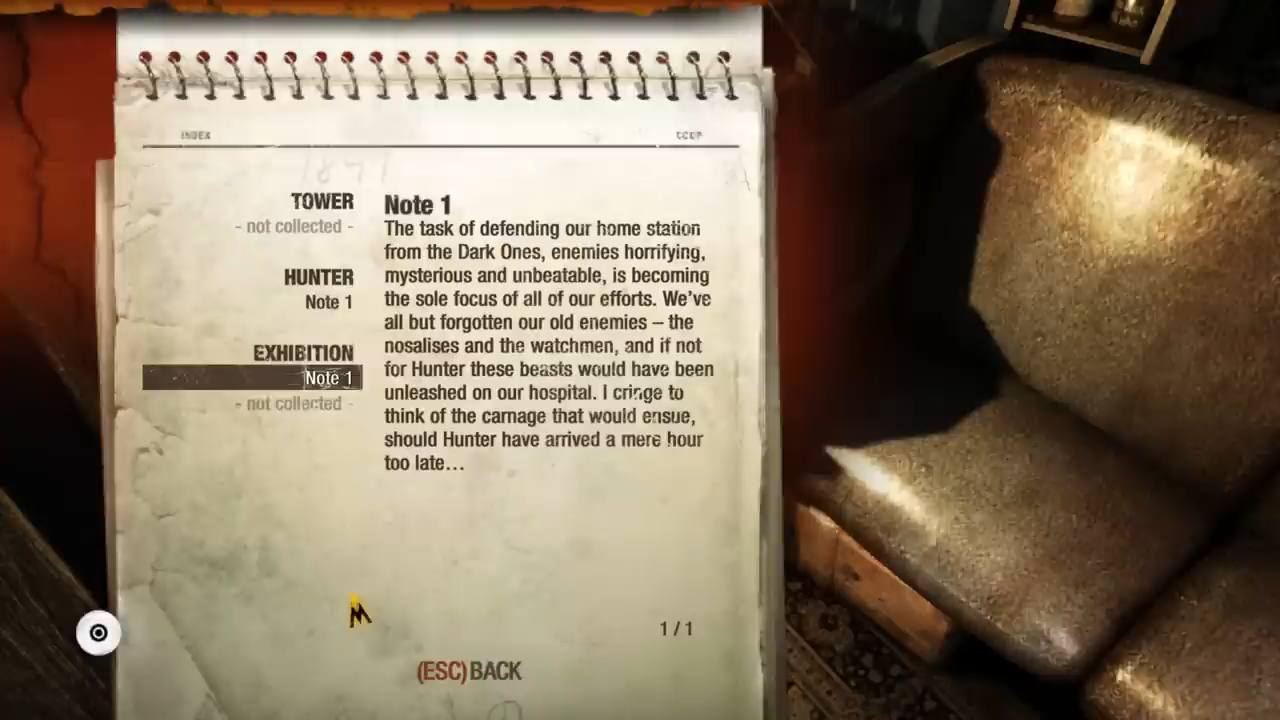 INDEX
CCCP
TOWER
- not collected -
HUNTER
Note 1
EXHIBITION
Note 1
- not collected -
Note 1
The task of defending our home station
from the Dark Ones, enemies horrifying,
mysterious and unbeatable, is becoming
the sole focus of all of our efforts. We've
all but forgotten our old enemies – the
nosalises and the watchmen, and if not
for Hunter these beasts would have been
unleashed on our hospital. I cringe to
think of the carnage that would ensue,
should Hunter have arrived a mere hour
too late...
1 / 1
(ESC) BACK